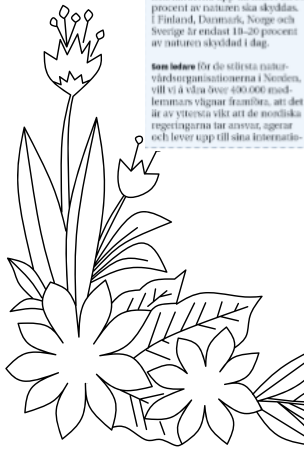 procent av naturen ska skyddas.
I Finland, Danmark, Norge och
Sverige är endast 10–20 procent
av naturen skyddad i dag.
Som ledare för de största natur-
vårdsorganisationerna i Norden,
vill vi å våra över 400.000 med-
lemmars vägnar framföra, att det
är av yttersta vikt att de nordiska
regeringarna tar ansvar, agerar
och lever upp till sina internatio-